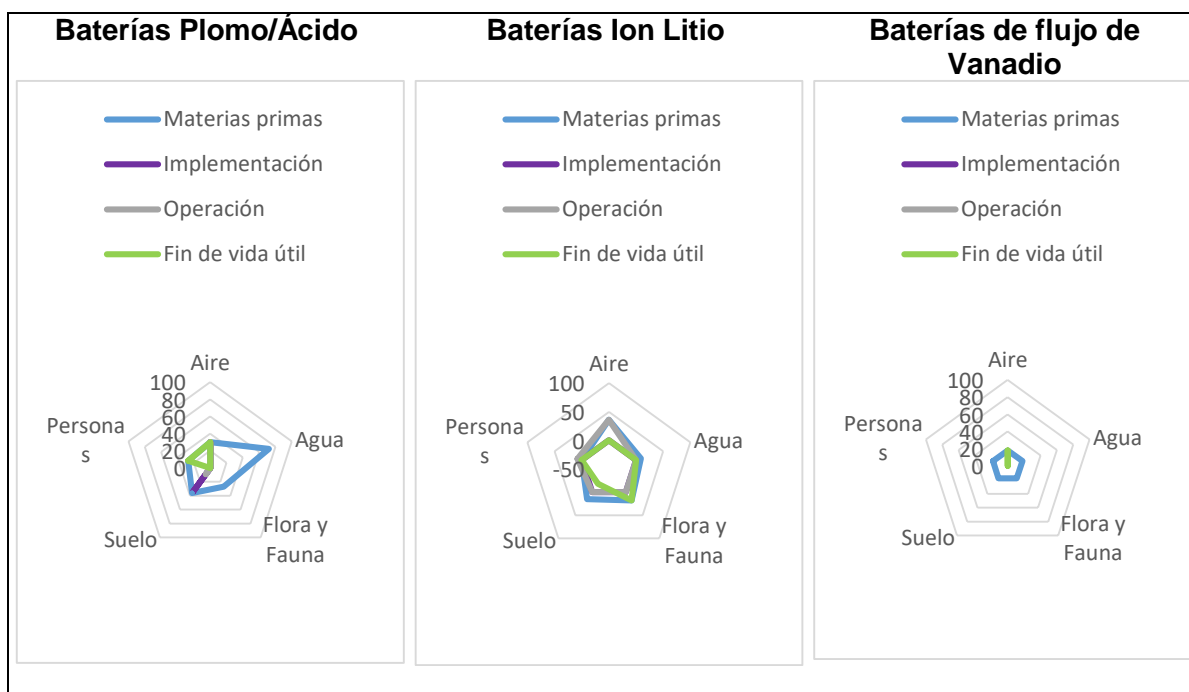 Baterías Plomo/Ácido
Materias primas
Implementación
Operación
Fin de vida útil
Aire
100
80
60
40
20
0
Agua
Flora y
Fauna
Suelo
Persona
s
Baterías Ion Litio
Materias primas
Implementación
Operación
Fin de vida útil
Aire
100
50
0
-50
Agua
Flora y
Fauna
Suelo
Persona
s
Baterías de flujo de
Vanadio
Materias primas
Implementación
Operación
Fin de vida útil
Aire
100
80
60
40
20
0
Agua
Flora y
Fauna
Suelo
Persona
s